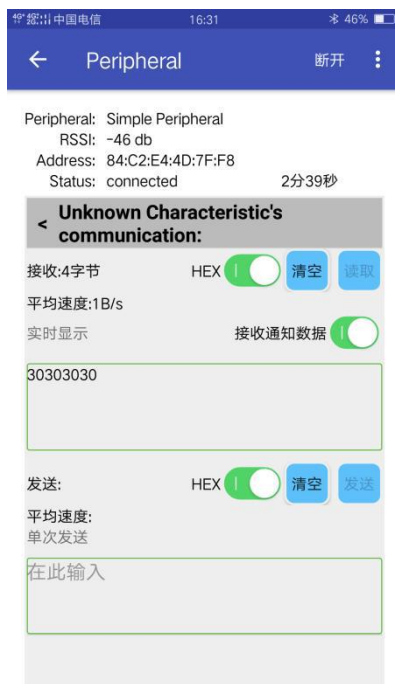 中国电信 16:31 46%
Peripheral 断开
Peripheral: Simple Peripheral
RSSI: -46 db
Address: 84:C2:E4:4D:7F:F8
Status: connected 2分39秒
< Unknown Characteristic's
communication:
接收:4字节 HEX 清空 读取
平均速度:1B/s
实时显示 接收通知数据
30303030
发送: HEX 清空 发送
平均速度:
单次发送
在此输入